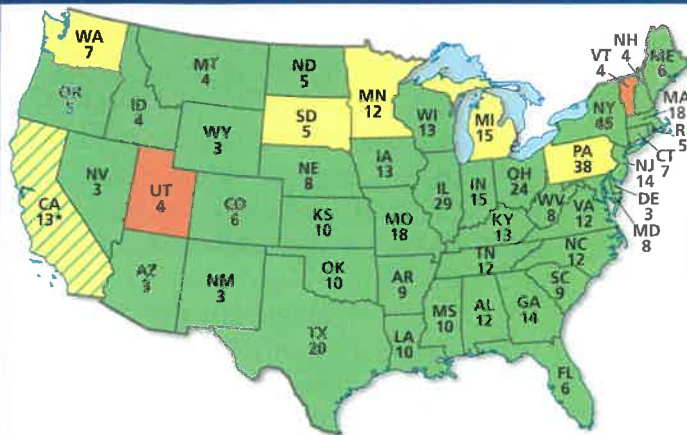 WA
7
MT
4
ND
5
MN
12
OR
5
ID
4
WY
3
SD
5
WI
13
MI
15
VT
4
NH
4
ME
6
MA
18
NY
45
R
5
CT
7
NJ
14
DE
3
MD
8
PA
38
CA
13*
NV
3
UT
4
CO
6
NE
8
IA
13
IL
29
IN
15
OH
24
WV
8
VA
12
KS
10
MO
18
KY
13
NC
12
TN
12
SC
9
AZ
3
NM
3
OK
10
AR
9
MS
10
AL
12
GA
14
TX
20
LA
10
FL
6